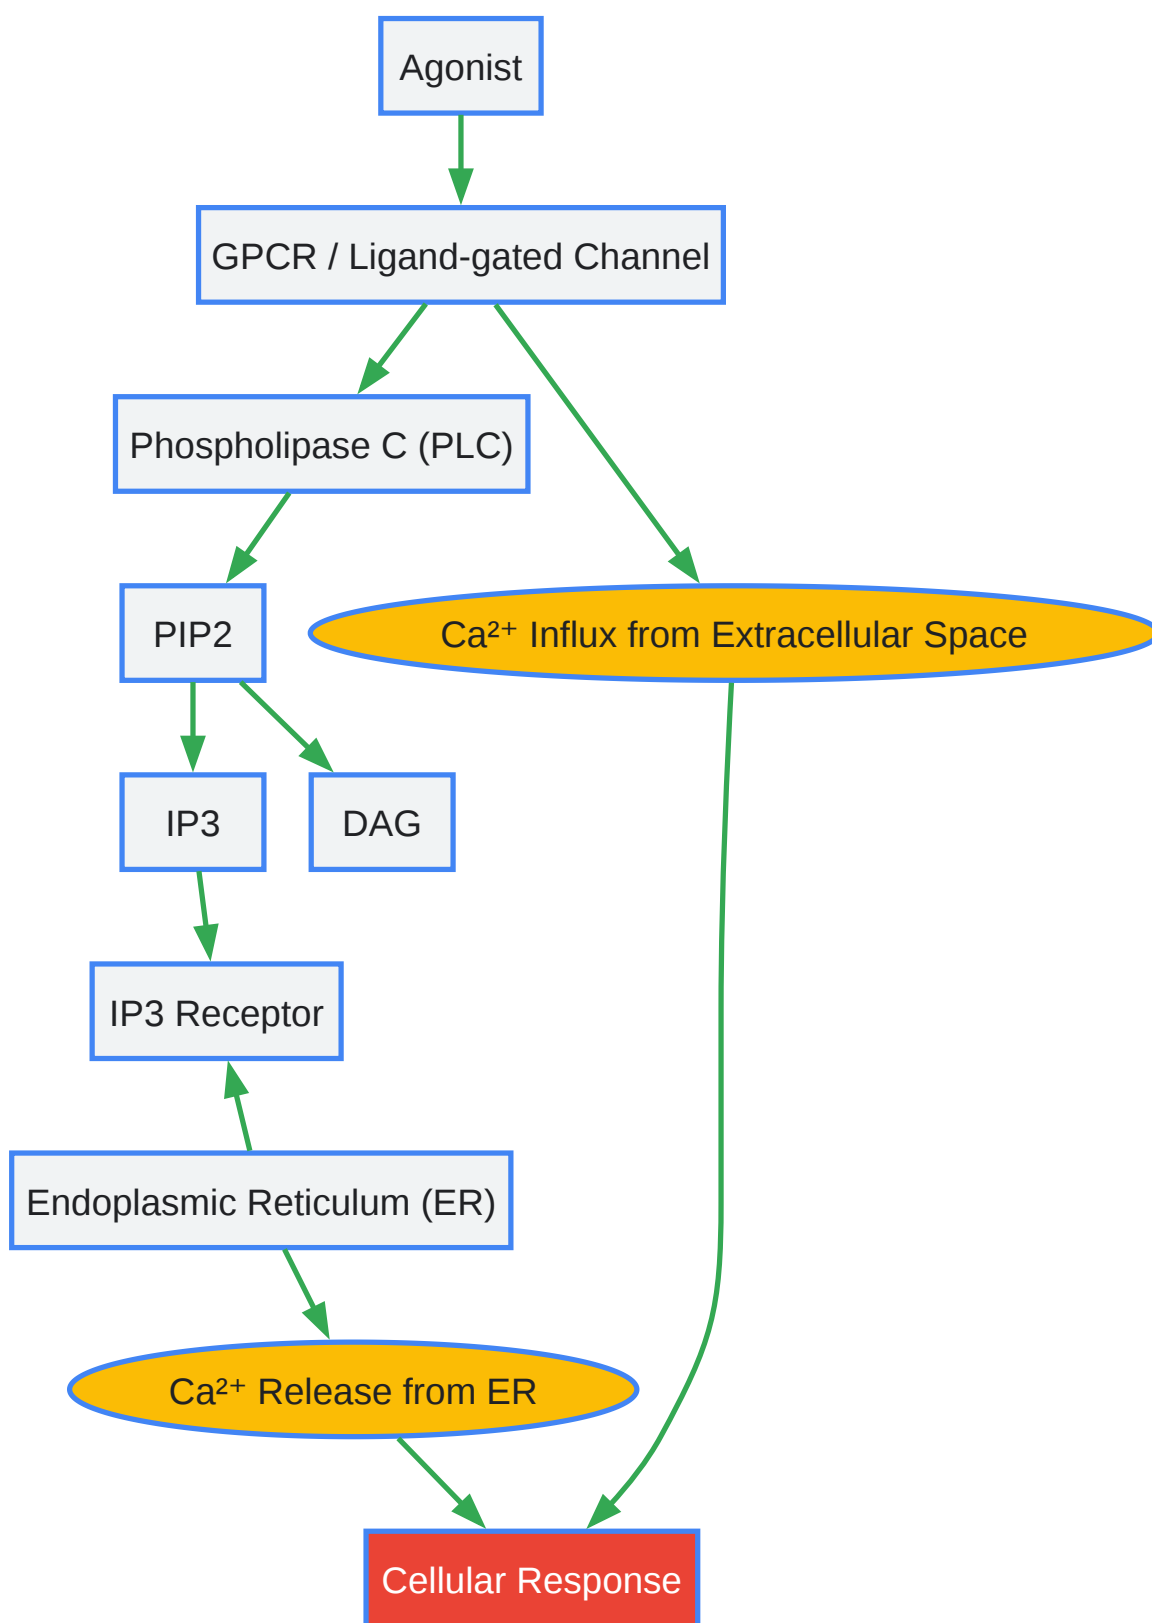 Agonist
GPCR / Ligand-gated Channel
Phospholipase C (PLC)
PIP2
Ca²⁺ Influx from Extracellular Space
IP3
DAG
IP3 Receptor
Endoplasmic Reticulum (ER)
Ca²⁺ Release from ER
Cellular Response